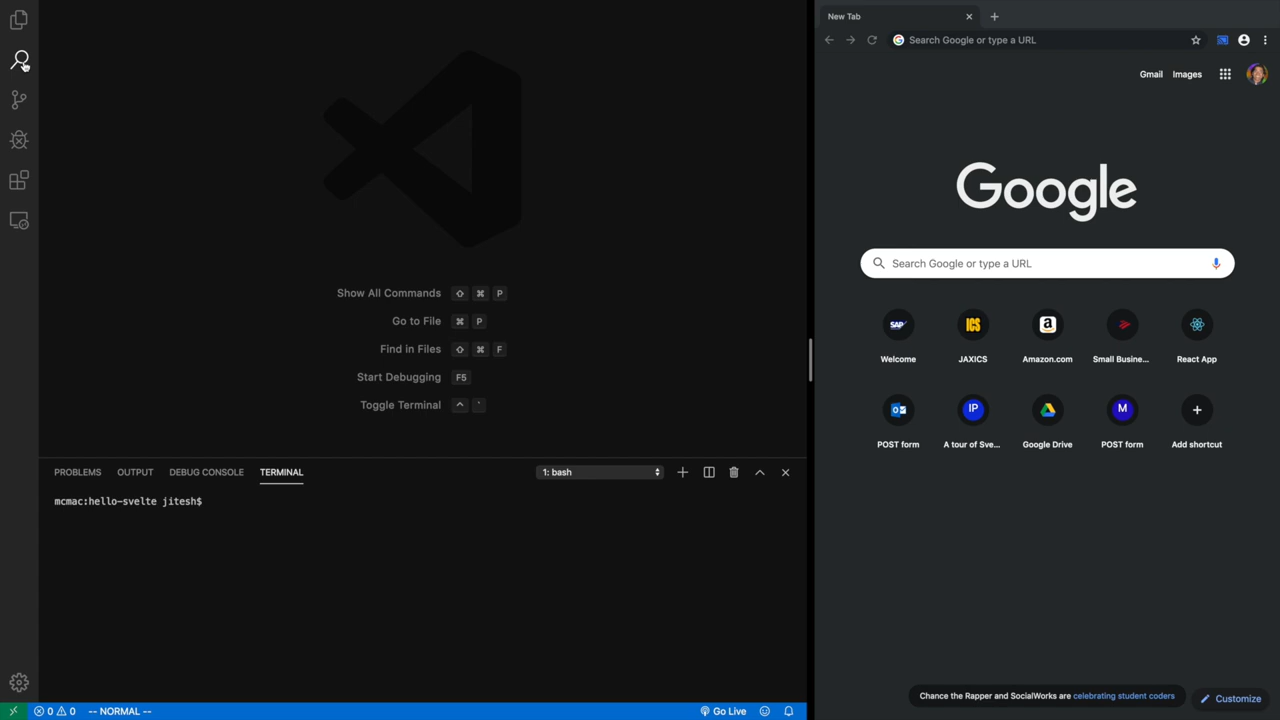 Show All Commands ⇧ ⌘ P
Go to File ⌘ P
Find in Files ⇧ ⌘ F
Start Debugging F5
Toggle Terminal ^ `
PROBLEMS OUTPUT DEBUG CONSOLE TERMINAL 1: bash
mcmac:hello-svelte jitesh$
0 0 -- NORMAL -- Go Live
New Tab
Search Google or type a URL
Gmail Images
Google
Search Google or type a URL
SAP ICS a
Welcome JAXICS Amazon.com Small Busine... React App
IP M
POST form A tour of Sve... Google Drive POST form Add shortcut
Chance the Rapper and SocialWorks are celebrating student coders Customize